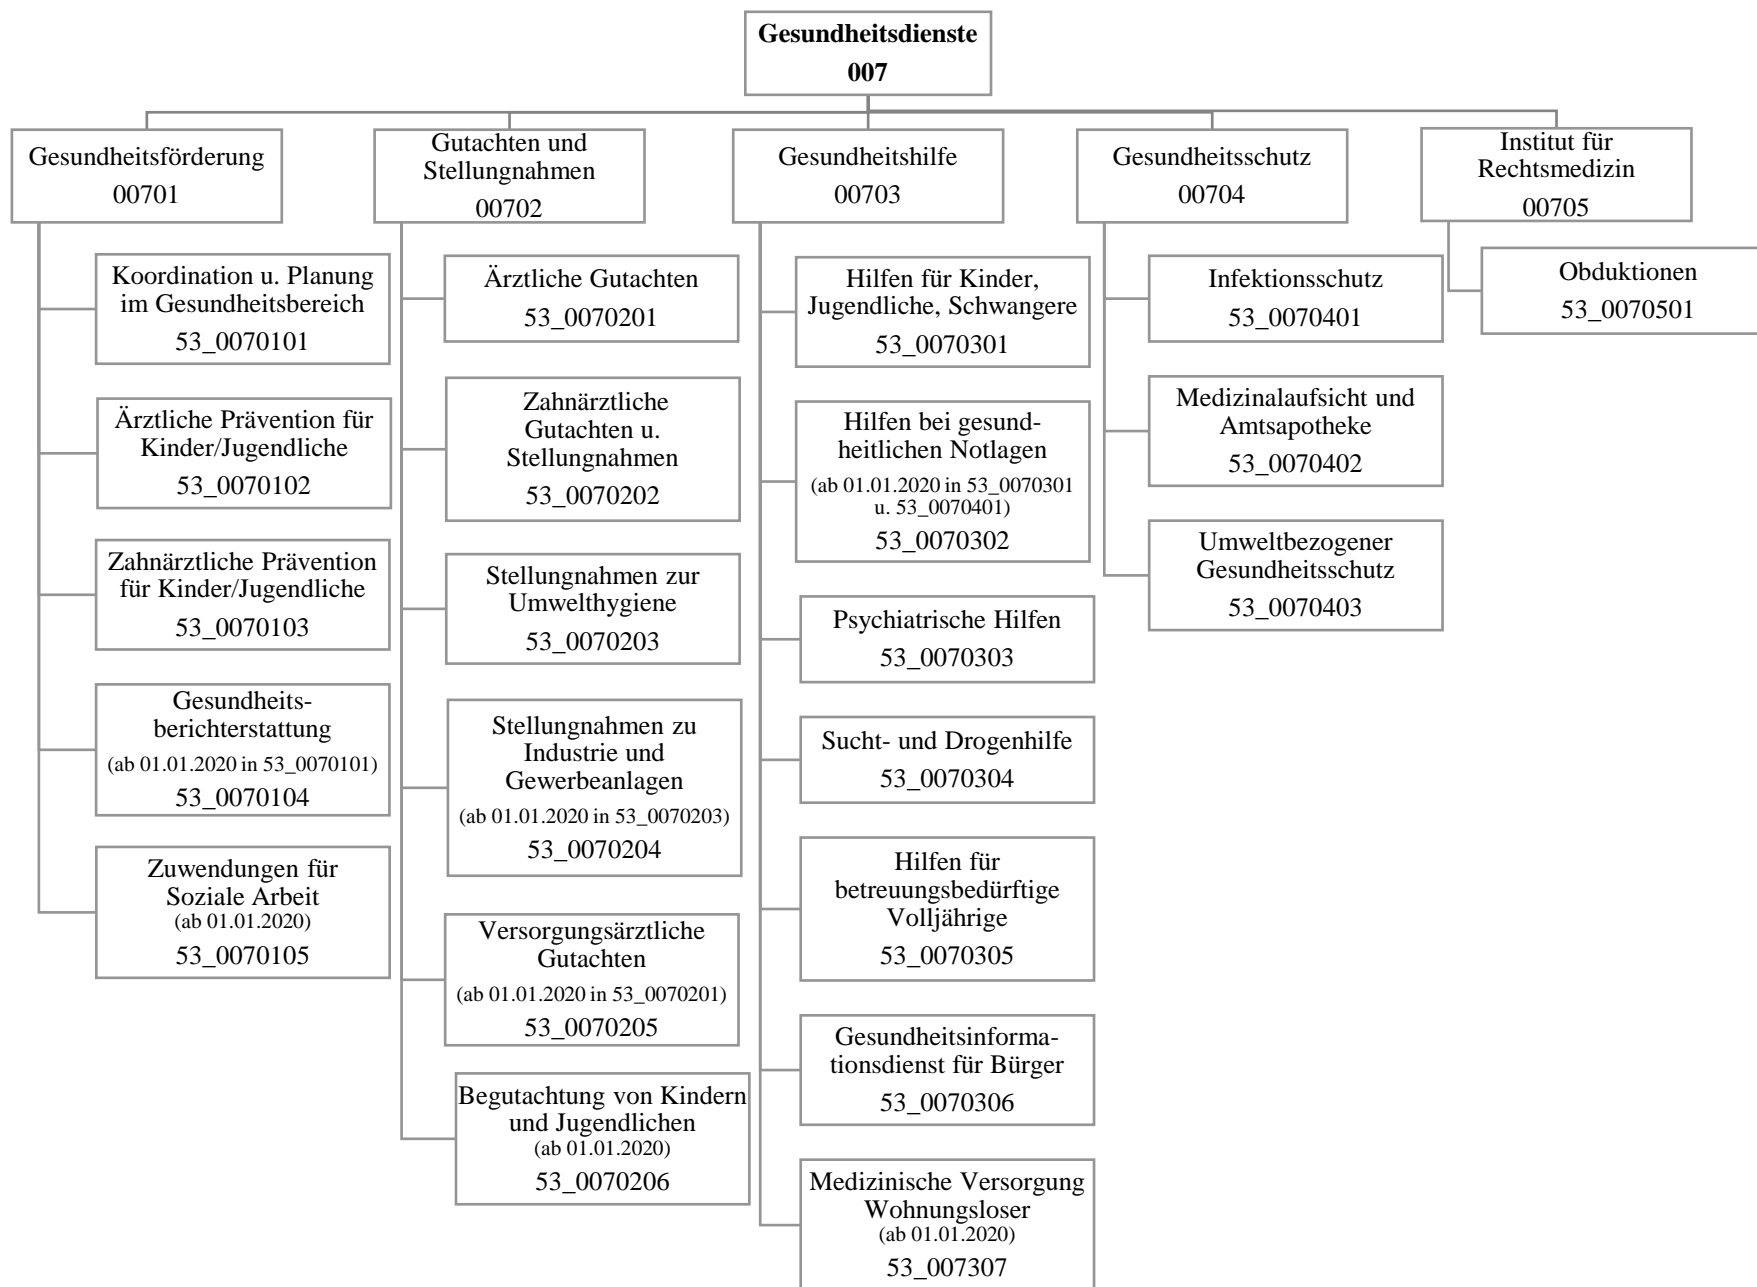 Gesundheitsdienste
007
Gesundheitsförderung
00701
Koordination u. Planung
im Gesundheitsbereich
53_0070101
Ärztliche Prävention für
Kinder/Jugendliche
53_0070102
Zahnärztliche Prävention
für Kinder/Jugendliche
53_0070103
Gesundheits-
berichterstattung
(ab 01.01.2020 in 53_0070101)
53_0070104
Zuwendungen für
Soziale Arbeit
(ab 01.01.2020)
53_0070105
Gutachten und
Stellungnahmen
00702
Ärztliche Gutachten
53_0070201
Zahnärztliche
Gutachten u.
Stellungnahmen
53_0070202
Stellungnahmen zur
Umwelthygiene
53_0070203
Stellungnahmen zu
Industrie und
Gewerbeanlagen
(ab 01.01.2020 in 53_0070203)
53_0070204
Versorgungsärztliche
Gutachten
(ab 01.01.2020 in 53_0070201)
53_0070205
Begutachtung von Kindern
und Jugendlichen
(ab 01.01.2020)
53_0070206
Gesundheitshilfe
00703
Hilfen für Kinder,
Jugendliche, Schwangere
53_0070301
Hilfen bei gesund-
heitlichen Notlagen
(ab 01.01.2020 in 53_0070301
u. 53_0070401)
53_0070302
Psychiatrische Hilfen
53_0070303
Sucht- und Drogenhilfe
53_0070304
Hilfen für
betreuungsbedürftige
Volljährige
53_0070305
Gesundheitsinforma-
tionsdienst für Bürger
53_0070306
Medizinische Versorgung
Wohnungsloser
(ab 01.01.2020)
53_007307
Gesundheitsschutz
00704
Infektionsschutz
53_0070401
Medizinalaufsicht und
Amtsapotheke
53_0070402
Umweltbezogener
Gesundheitsschutz
53_0070403
Institut für
Rechtsmedizin
00705
Obduktionen
53_0070501